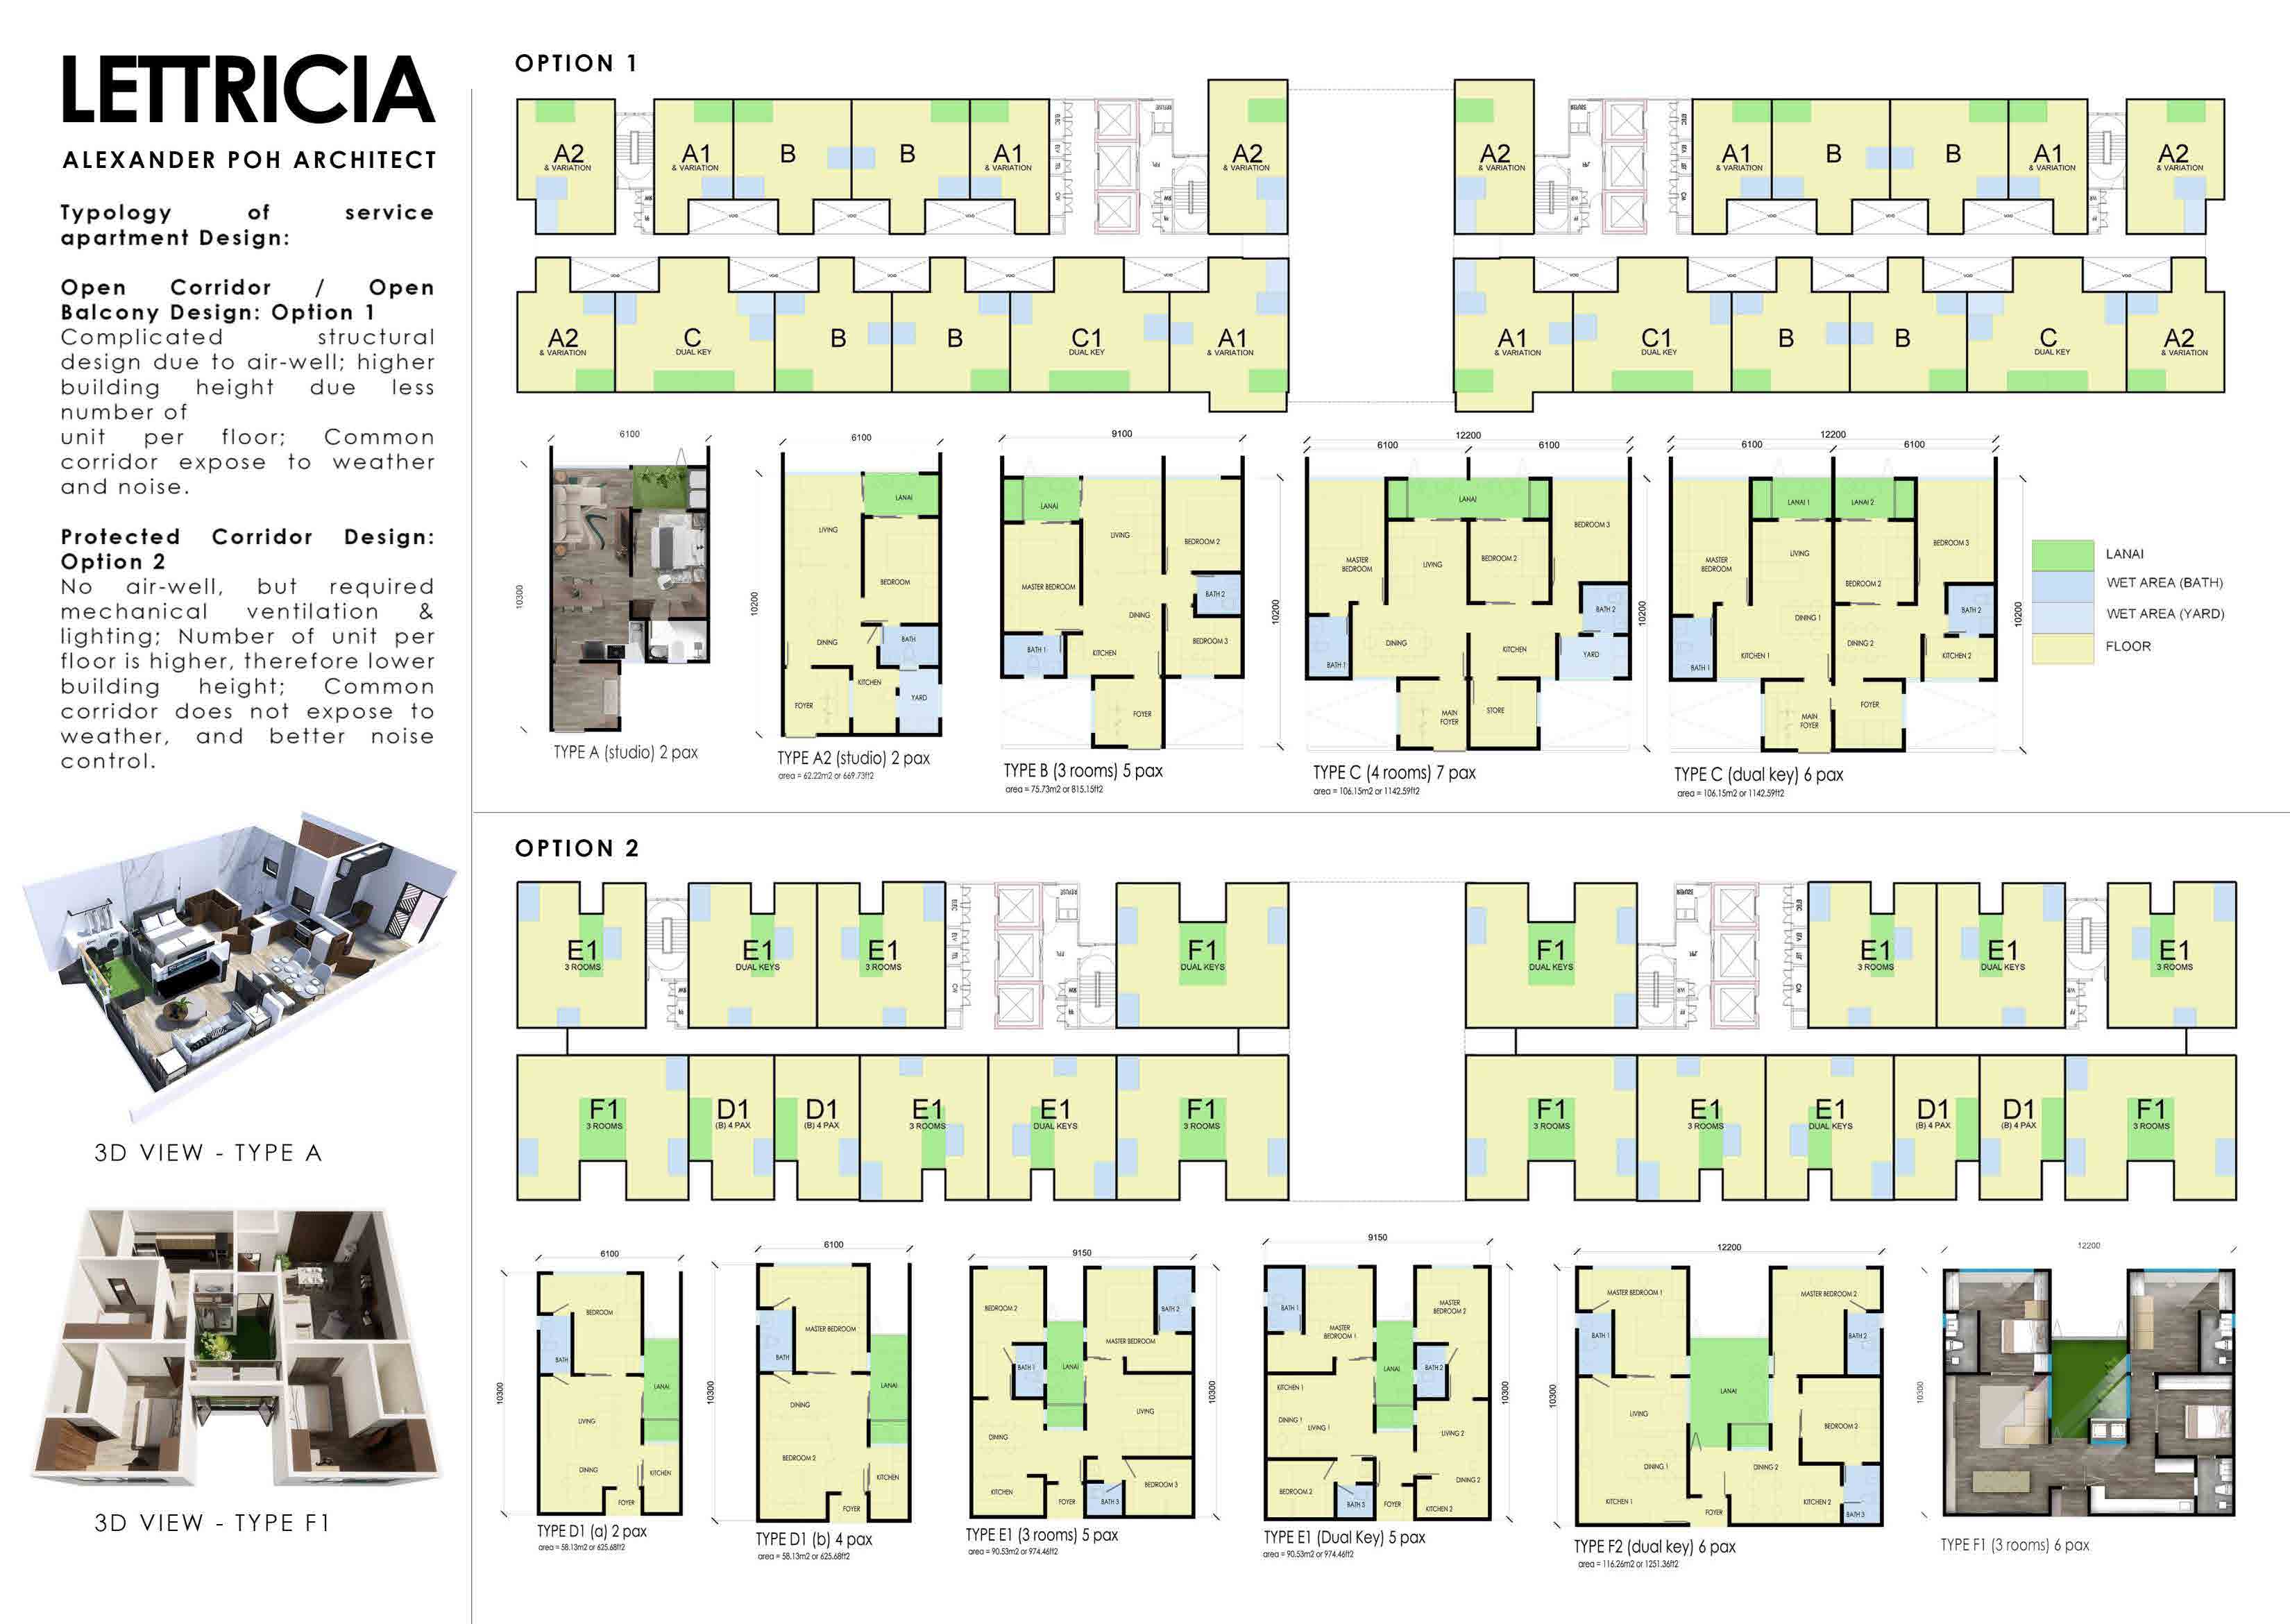 LETTRICIA
ALEXANDER POH ARCHITECT
Typology of service
apartment Design:
Open Corridor / Open
Balcony Design: Option 1
Complicated structural
design due to air-well; higher
building height due less
number of
unit per floor; Common
corridor expose to weather
and noise.
Protected Corridor Design:
Option 2
No air-well, but required
mechanical ventilation &
lighting; Number of unit per
floor is higher, therefore lower
building height; Common
corridor does not expose to
weather, and better noise
control.
3D VIEW - TYPE A
3D VIEW - TYPE F1
OPTION 1
A2 A1 B B A1 A2 A2 A1 B B A1 A2
& VARIATION & VARIATION & VARIATION & VARIATION & VARIATION & VARIATION & VARIATION & VARIATION
VOID VOID VOID VOID VOID VOID
VOID VOID VOID VOID VOID VOID VOID VOID
A2 C B B C1 A1 A1 C1 B B C A2
& VARIATION DUAL KEY DUAL KEY & VARIATION & VARIATION DUAL KEY DUAL KEY & VARIATION
6100
10300
TYPE A (studio) 2 pax
6100
10200
LANAI
LIVING
BEDROOM
DINING
BATH
KITCHEN
YARD
FOYER
TYPE A2 (studio) 2 pax
area = 62.22m2 or 669.73ft2
9100
10200
LANAI
LIVING
BEDROOM 2
MASTER BEDROOM
BATH 2
DINING
BEDROOM 3
BATH 1
KITCHEN
FOYER
TYPE B (3 rooms) 5 pax
area = 75.73m2 or 815.15ft2
12200
6100 6100
10200
LANAI
BEDROOM 3
MASTER
BEDROOM
LIVING
BEDROOM 2
BATH 2
DINING
KITCHEN
YARD
BATH 1
MAIN
FOYER
STORE
TYPE C (4 rooms) 7 pax
area = 106.15m2 or 1142.59ft2
12200
6100 6100
10200
LANAI 1 LANAI 2
BEDROOM 3
LIVING
MASTER
BEDROOM
BEDROOM 2
BATH 2
DINING 1
DINING 2
KITCHEN 1
KITCHEN 2
BATH 1
FOYER
MAIN
FOYER
TYPE C (dual key) 6 pax
area = 106.15m2 or 1142.59ft2
LANAI
WET AREA (BATH)
WET AREA (YARD)
FLOOR
OPTION 2
E1 E1 E1 F1 F1 E1 E1 E1
3 ROOMS DUAL KEYS 3 ROOMS DUAL KEYS DUAL KEYS 3 ROOMS DUAL KEYS 3 ROOMS
F1 D1 D1 E1 E1 F1 F1 E1 E1 D1 D1 F1
3 ROOMS (B) 4 PAX (B) 4 PAX 3 ROOMS DUAL KEYS 3 ROOMS 3 ROOMS 3 ROOMS DUAL KEYS (B) 4 PAX (B) 4 PAX 3 ROOMS
6100
10300
BEDROOM
BATH
LANAI
LIVING
DINING
KITCHEN
FOYER
TYPE D1 (a) 2 pax
area = 58.13m2 or 625.68ft2
6100
10300
MASTER BEDROOM
BATH
LANAI
DINING
BEDROOM 2
KITCHEN
FOYER
TYPE D1 (b) 4 pax
area = 58.13m2 or 625.68ft2
9150
10300
BEDROOM 2
BATH 2
MASTER BEDROOM
BATH 1
LANAI
LIVING
DINING
BEDROOM 3
KITCHEN
FOYER
BATH 3
TYPE E1 (3 rooms) 5 pax
area = 90.53m2 or 974.46ft2
9150
10300
BATH 1
MASTER
BEDROOM 2
MASTER
BEDROOM 1
LANAI
BATH 2
KITCHEN 1
DINING 1
LIVING 1
LIVING 2
DINING 2
BEDROOM 2
BATH 3
FOYER
KITCHEN 2
TYPE E1 (Dual Key) 5 pax
area = 90.53m2 or 974.46ft2
12200
10300
MASTER BEDROOM 1
MASTER BEDROOM 2
BATH 1
BATH 2
LANAI
LIVING
BEDROOM 2
DINING 1
DINING 2
KITCHEN 1
KITCHEN 2
FOYER
BATH 3
TYPE F2 (dual key) 6 pax
area = 116.26m2 or 1251.36ft2
12200
10300
TYPE F1 (3 rooms) 6 pax